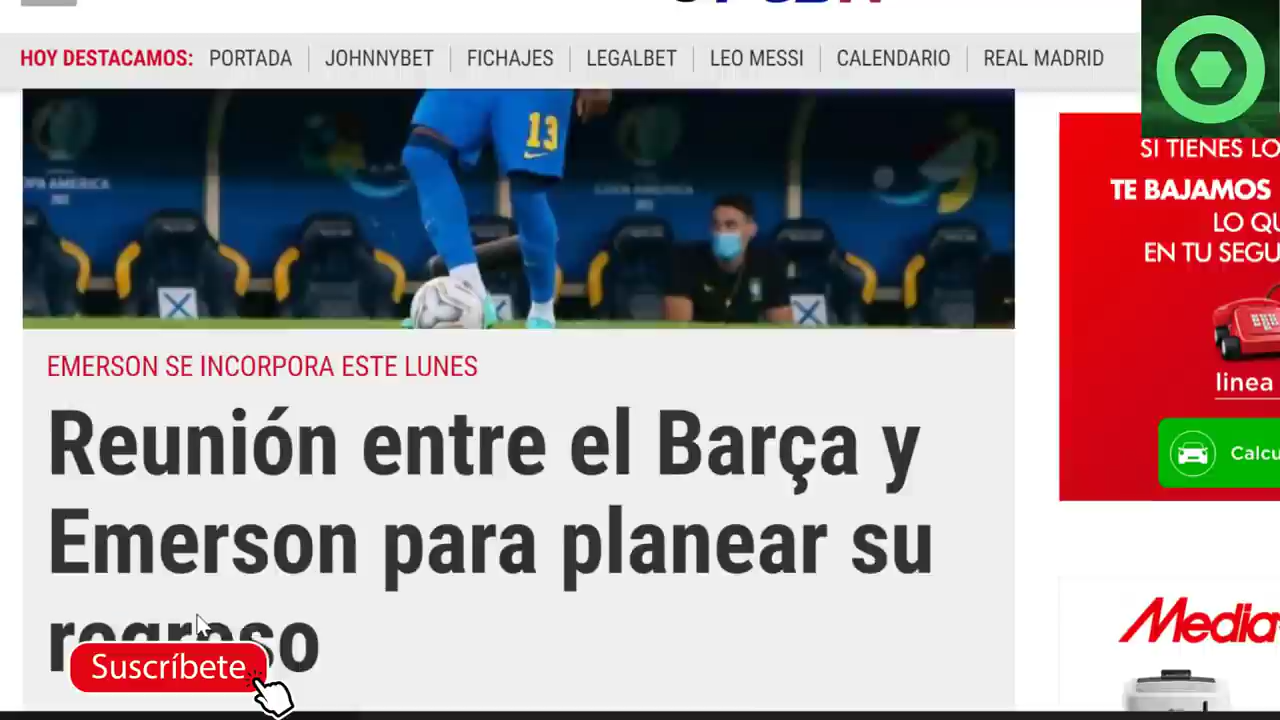 HOY DESTACAMOS: PORTADA JOHNNYBET FICHAJES LEGALBET LEO MESSI CALENDARIO REAL MADRID
13
COPA AMERICA
SI TIENES LO
TE BAJAMOS
LO QU
EN TU SEGU
linea
Calcu
EMERSON SE INCORPORA ESTE LUNES
Reunión entre el Barça y
Emerson para planear su
regreso
Suscríbete
Media